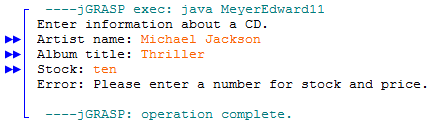 ----jGRASP exec: java MeyerEdward11
Enter information about a CD.
Artist name: Michael Jackson
Album title: Thriller
Stock: ten
Error: Please enter a number for stock and price.
----jGRASP: operation complete.